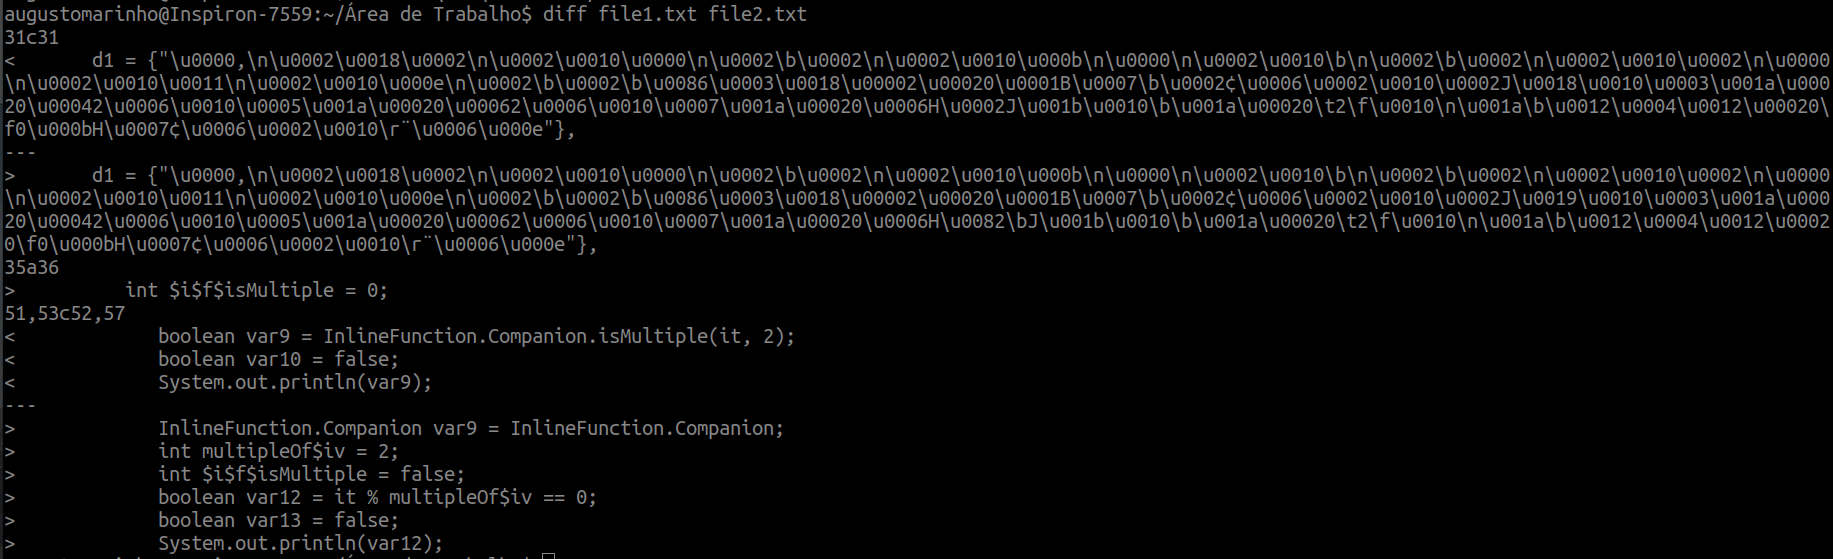 augustomarinho@Inspiron-7559:~/Área de Trabalho$ diff file1.txt file2.txt
31c31
<       d1 = {"\u0000,\n\u0002\u0018\u0002\n\u0002\u0010\u0000\n\u0002\b\u0002\n\u0002\u0010\u000b\n\u0000\n\u0002\u0010\b\n\u0002\b\u0002\n\u0002\u0010\u0002\n\u0000
\n\u0002\u0010\u0011\n\u0002\u0010\u000e\n\u0002\b\u0002\b\u0086\u0003\u0018\u00002\u00020\u0001B\u0007\b\u0002¢\u0006\u0002\u0010\u0002J\u0018\u0010\u0003\u001a\u000
20\u00042\u0006\u0010\u0005\u001a\u00020\u00062\u0006\u0010\u0007\u001a\u00020\u0006H\u0002J\u001b\u0010\b\u001a\u00020\t2\f\u0010\n\u001a\b\u0012\u0004\u0012\u00020\
f0\u000bH\u0007¢\u0006\u0002\u0010\r¨\u0006\u000e"},
---
>       d1 = {"\u0000,\n\u0002\u0018\u0002\n\u0002\u0010\u0000\n\u0002\b\u0002\n\u0002\u0010\u000b\n\u0000\n\u0002\u0010\b\n\u0002\b\u0002\n\u0002\u0010\u0002\n\u0000
\n\u0002\u0010\u0011\n\u0002\u0010\u000e\n\u0002\b\u0002\b\u0086\u0003\u0018\u00002\u00020\u0001B\u0007\b\u0002¢\u0006\u0002\u0010\u0002J\u0019\u0010\u0003\u001a\u000
20\u00042\u0006\u0010\u0005\u001a\u00020\u00062\u0006\u0010\u0007\u001a\u00020\u0006H\u0082\bJ\u001b\u0010\b\u001a\u00020\t2\f\u0010\n\u001a\b\u0012\u0004\u0012\u0002
0\f0\u000bH\u0007¢\u0006\u0002\u0010\r¨\u0006\u000e"},
35a36
>          int $i$f$isMultiple = 0;
51,53c52,57
<             boolean var9 = InlineFunction.Companion.isMultiple(it, 2);
<             boolean var10 = false;
<             System.out.println(var9);
---
>             InlineFunction.Companion var9 = InlineFunction.Companion;
>             int multipleOf$iv = 2;
>             int $i$f$isMultiple = false;
>             boolean var12 = it % multipleOf$iv == 0;
>             boolean var13 = false;
>             System.out.println(var12);